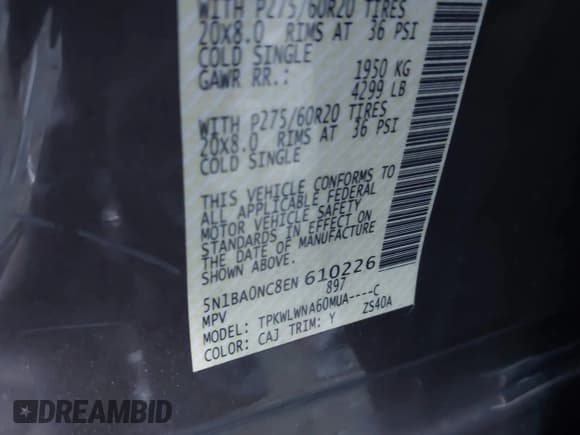 WITH P275/60R20 TIRES
20X8.0 RIMS AT 36 PSI
COLD SINGLE
GAWR RR.: 1950 KG
4299 LB
WITH P275/60R20 TIRES
20X8.0 RIMS AT 36 PSI
COLD SINGLE
THIS VEHICLE CONFORMS TO
ALL APPLICABLE FEDERAL
MOTOR VEHICLE SAFETY
STANDARDS IN EFFECT ON
THE DATE OF MANUFACTURE
SHOWN ABOVE.
5N1BA0NC8EN 610226
MPV 897
MODEL: TPKWLWNA60MUA----C
COLOR: CAJ TRIM: Y ZS40A
DREAMBID